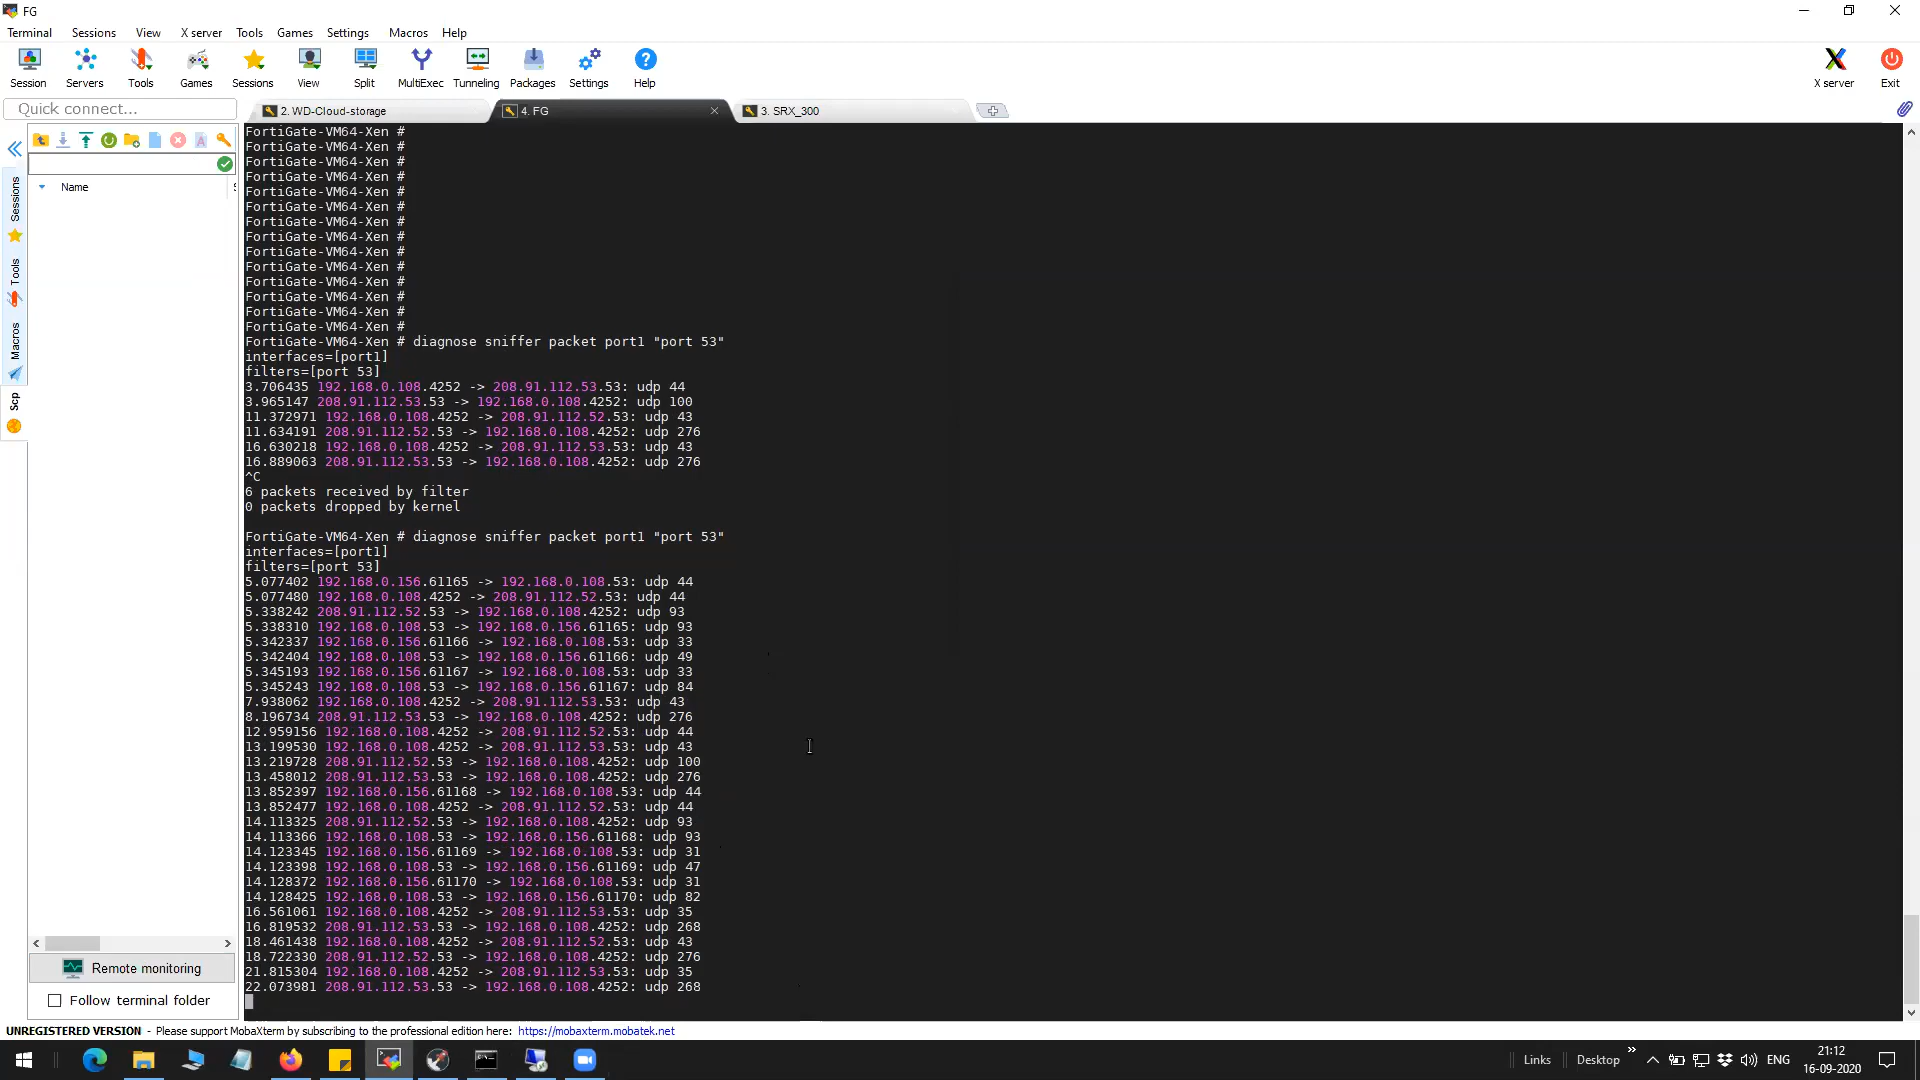 FG
Terminal Sessions View X server Tools Games Settings Macros Help
Session Servers Tools Games Sessions View Split MultiExec Tunneling Packages Settings Help X server Exit
Quick connect... 2. WD-Cloud-storage 4. FG 3. SRX_300
Name
Sessions
Tools
Macros
Scp
FortiGate-VM64-Xen #
FortiGate-VM64-Xen #
FortiGate-VM64-Xen #
FortiGate-VM64-Xen #
FortiGate-VM64-Xen #
FortiGate-VM64-Xen #
FortiGate-VM64-Xen #
FortiGate-VM64-Xen #
FortiGate-VM64-Xen #
FortiGate-VM64-Xen #
FortiGate-VM64-Xen #
FortiGate-VM64-Xen #
FortiGate-VM64-Xen #
FortiGate-VM64-Xen #
FortiGate-VM64-Xen # diagnose sniffer packet port1 "port 53"
interfaces=[port1]
filters=[port 53]
3.706435 192.168.0.108.4252 -> 208.91.112.53.53: udp 44
3.965147 208.91.112.53.53 -> 192.168.0.108.4252: udp 100
11.372971 192.168.0.108.4252 -> 208.91.112.52.53: udp 43
11.634191 208.91.112.52.53 -> 192.168.0.108.4252: udp 276
16.630218 192.168.0.108.4252 -> 208.91.112.53.53: udp 43
16.889063 208.91.112.53.53 -> 192.168.0.108.4252: udp 276
^C
6 packets received by filter
0 packets dropped by kernel
FortiGate-VM64-Xen # diagnose sniffer packet port1 "port 53"
interfaces=[port1]
filters=[port 53]
5.077402 192.168.0.156.61165 -> 192.168.0.108.53: udp 44
5.077480 192.168.0.108.4252 -> 208.91.112.52.53: udp 44
5.338242 208.91.112.52.53 -> 192.168.0.108.4252: udp 93
5.338310 192.168.0.108.53 -> 192.168.0.156.61165: udp 93
5.342337 192.168.0.156.61166 -> 192.168.0.108.53: udp 33
5.342404 192.168.0.108.53 -> 192.168.0.156.61166: udp 49
5.345193 192.168.0.156.61167 -> 192.168.0.108.53: udp 33
5.345243 192.168.0.108.53 -> 192.168.0.156.61167: udp 84
7.938062 192.168.0.108.4252 -> 208.91.112.53.53: udp 43
8.196734 208.91.112.53.53 -> 192.168.0.108.4252: udp 276
12.959156 192.168.0.108.4252 -> 208.91.112.52.53: udp 44
13.199530 192.168.0.108.4252 -> 208.91.112.53.53: udp 43
13.219728 208.91.112.52.53 -> 192.168.0.108.4252: udp 100
13.458012 208.91.112.53.53 -> 192.168.0.108.4252: udp 276
13.852397 192.168.0.156.61168 -> 192.168.0.108.53: udp 44
13.852477 192.168.0.108.4252 -> 208.91.112.52.53: udp 44
14.113325 208.91.112.52.53 -> 192.168.0.108.4252: udp 93
14.113366 192.168.0.108.53 -> 192.168.0.156.61168: udp 93
14.123345 192.168.0.156.61169 -> 192.168.0.108.53: udp 31
14.123398 192.168.0.108.53 -> 192.168.0.156.61169: udp 47
14.128372 192.168.0.156.61170 -> 192.168.0.108.53: udp 31
14.128425 192.168.0.108.53 -> 192.168.0.156.61170: udp 82
16.561061 192.168.0.108.4252 -> 208.91.112.53.53: udp 35
16.819532 208.91.112.53.53 -> 192.168.0.108.4252: udp 268
18.461438 192.168.0.108.4252 -> 208.91.112.52.53: udp 43
18.722330 208.91.112.52.53 -> 192.168.0.108.4252: udp 276
21.815304 192.168.0.108.4252 -> 208.91.112.53.53: udp 35
22.073981 208.91.112.53.53 -> 192.168.0.108.4252: udp 268
Remote monitoring
Follow terminal folder
UNREGISTERED VERSION - Please support MobaXterm by subscribing to the professional edition here: https://mobaxterm.mobatek.net
Links Desktop » ENG 21:12
16-09-2020